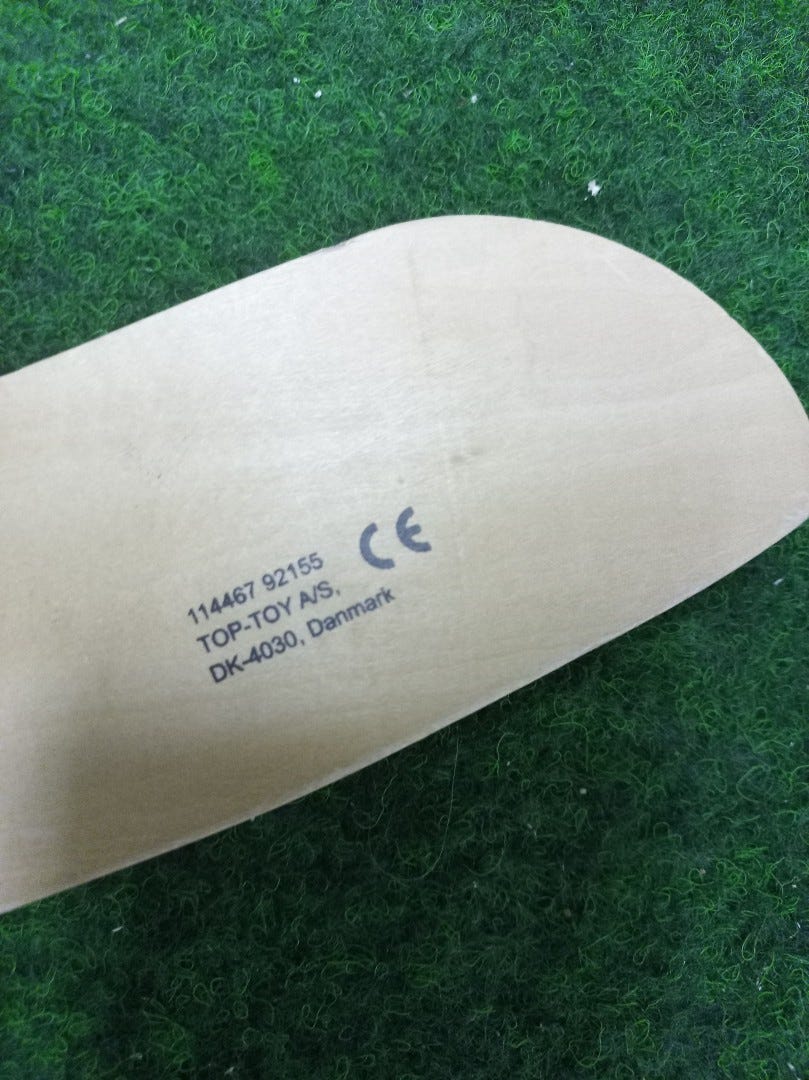 114467 92155 CE
TOP-TOY A/S,
DK-4030, Danmark